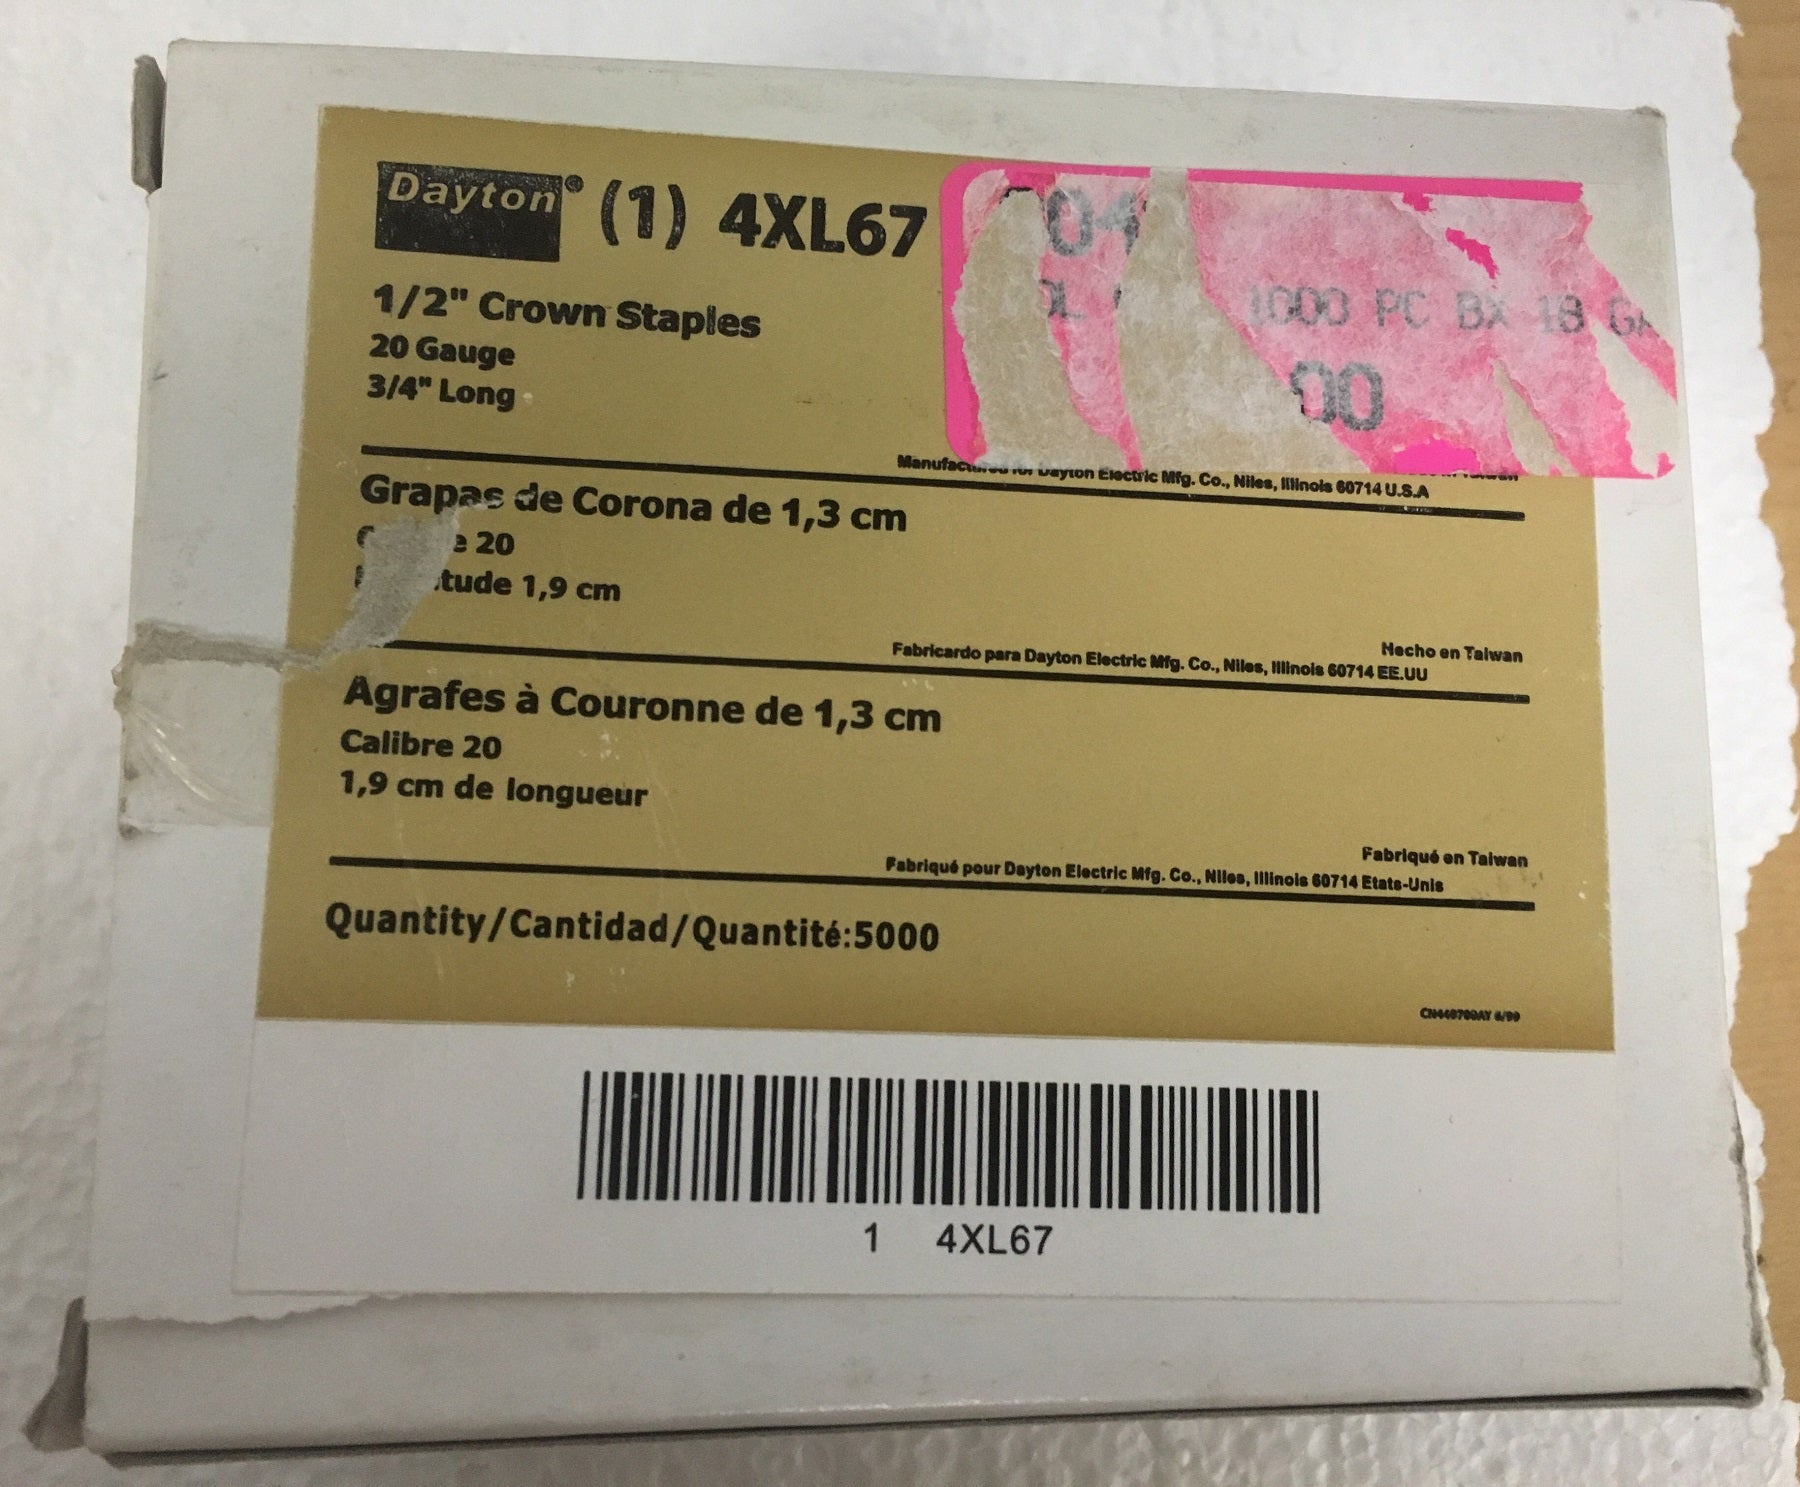 Dayton® (1) 4XL67
1/2" Crown Staples
20 Gauge
3/4" Long
1000 PC BX 18
00
Dayton Electric Mfg. Co., Niles, Illinois 60714 U.S.A
Grapas de Corona de 1,3 cm
20
1,9 cm
Hecho en Taiwan
Fabricardo para Dayton Electric Mfg. Co., Niles, Illinois 60714 EE.UU
Agrafes à Couronne de 1,3 cm
Calibre 20
1,9 cm de longueur
Fabriqué en Taiwan
Fabriqué pour Dayton Electric Mfg. Co., Niles, Illinois 60714 Etats-Unis
Quantity/Cantidad/Quantité:5000
6/99
1 4XL67